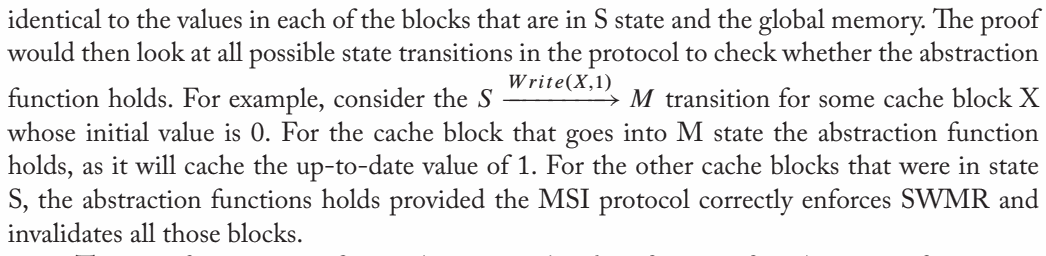 identical to the values in each of the blocks that are in S state and the global memory. The proof
would then look at all possible state transitions in the protocol to check whether the abstraction
function holds. For example, consider the S Write(X,1) → M transition for some cache block X
whose initial value is 0. For the cache block that goes into M state the abstraction function
holds, as it will cache the up-to-date value of 1. For the other cache blocks that were in state
S, the abstraction functions holds provided the MSI protocol correctly enforces SWMR and
invalidates all those blocks.